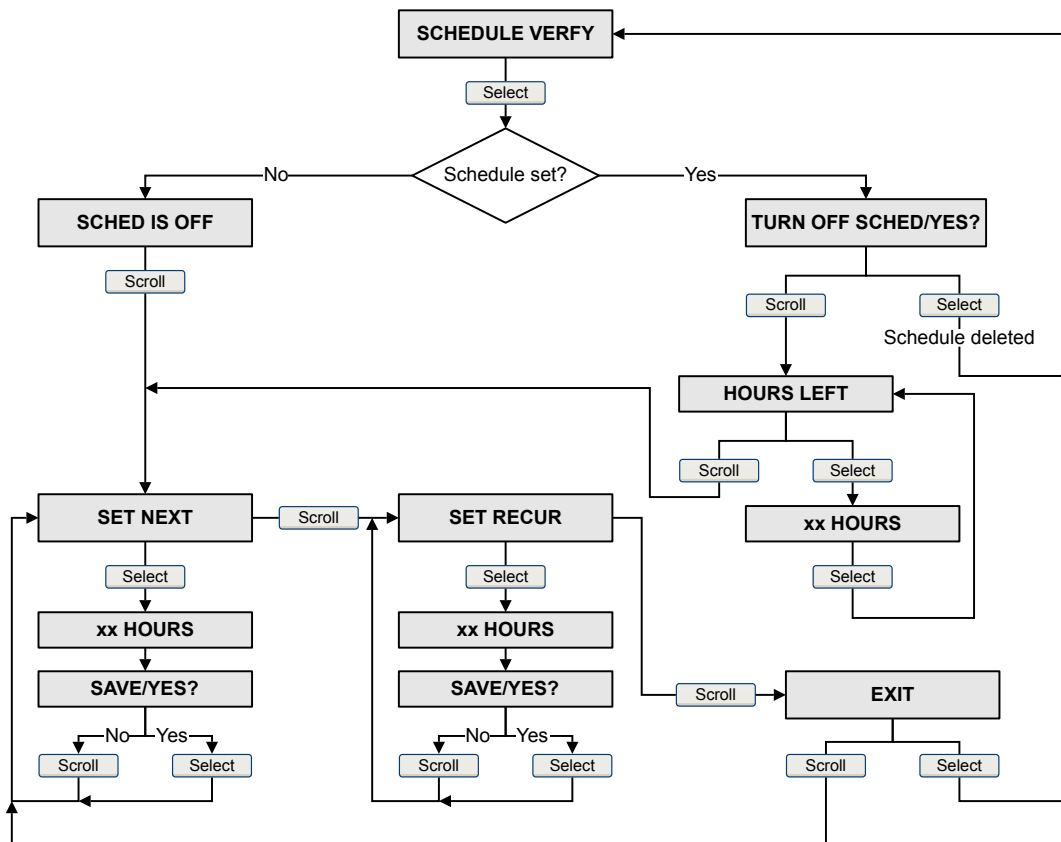 SCHEDULE VERFY
Select
Schedule set?
No
Yes
SCHED IS OFF
TURN OFF SCHED/YES?
Scroll
Scroll
Select
Schedule deleted
HOURS LEFT
Scroll
Select
xx HOURS
Select
SET NEXT
Scroll
SET RECUR
Select
Select
xx HOURS
xx HOURS
SAVE/YES?
SAVE/YES?
Scroll
EXIT
No
Yes
No
Yes
Scroll
Select
Scroll
Select
Scroll
Select